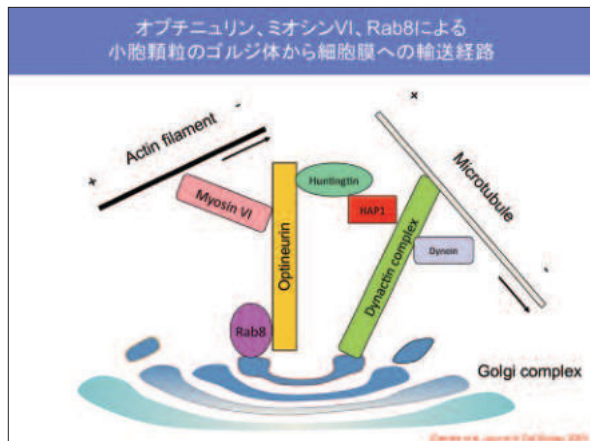 オプチニュリン、ミオシンVI、Rab8による
小胞顆粒のゴルジ体から細胞膜への輸送経路
+
-
Actin filament
+
-
Myosin VI
Optineurin
Huntingtin
HAP1
Dynactin complex
Dynein
Microtubule
Rab8
Golgi complex